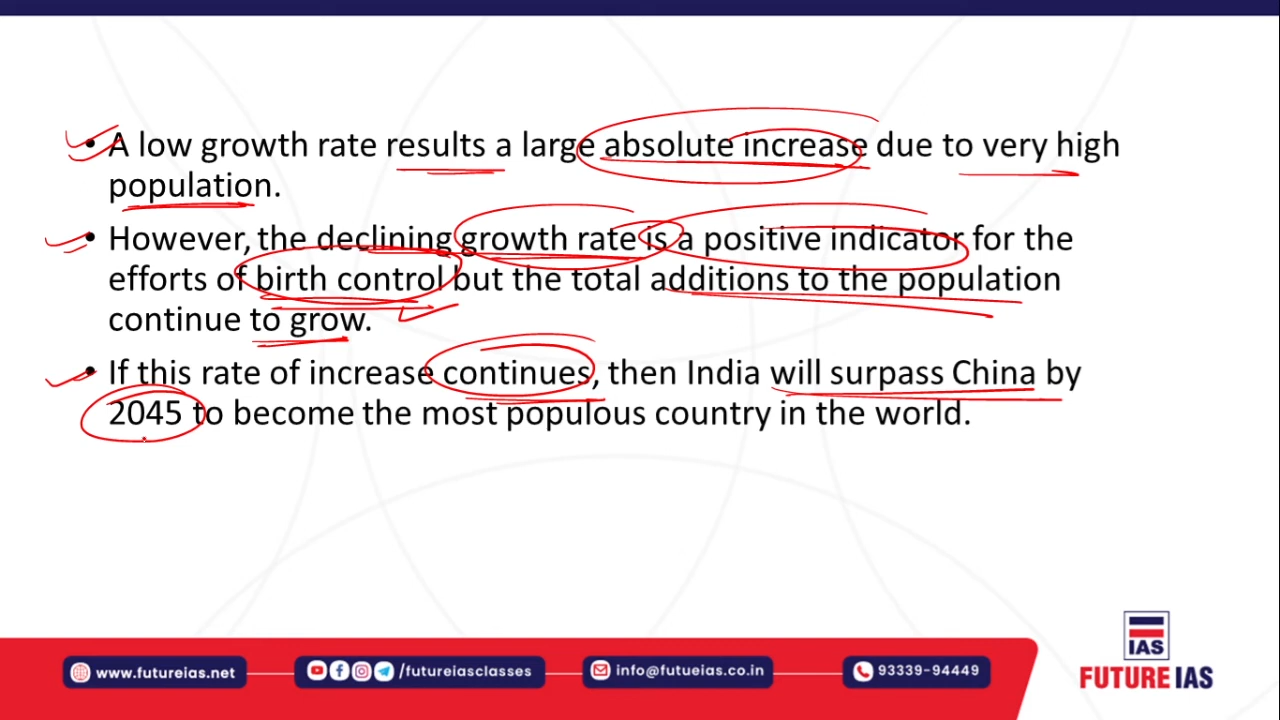 • A low growth rate results a large absolute increase due to very high
population.
• However, the declining growth rate is a positive indicator for the
efforts of birth control but the total additions to the population
continue to grow.
• If this rate of increase continues, then India will surpass China by
2045 to become the most populous country in the world.
IAS
www.futureias.net /futureiasclasses info@futueias.co.in 93339-94449 FUTURE IAS